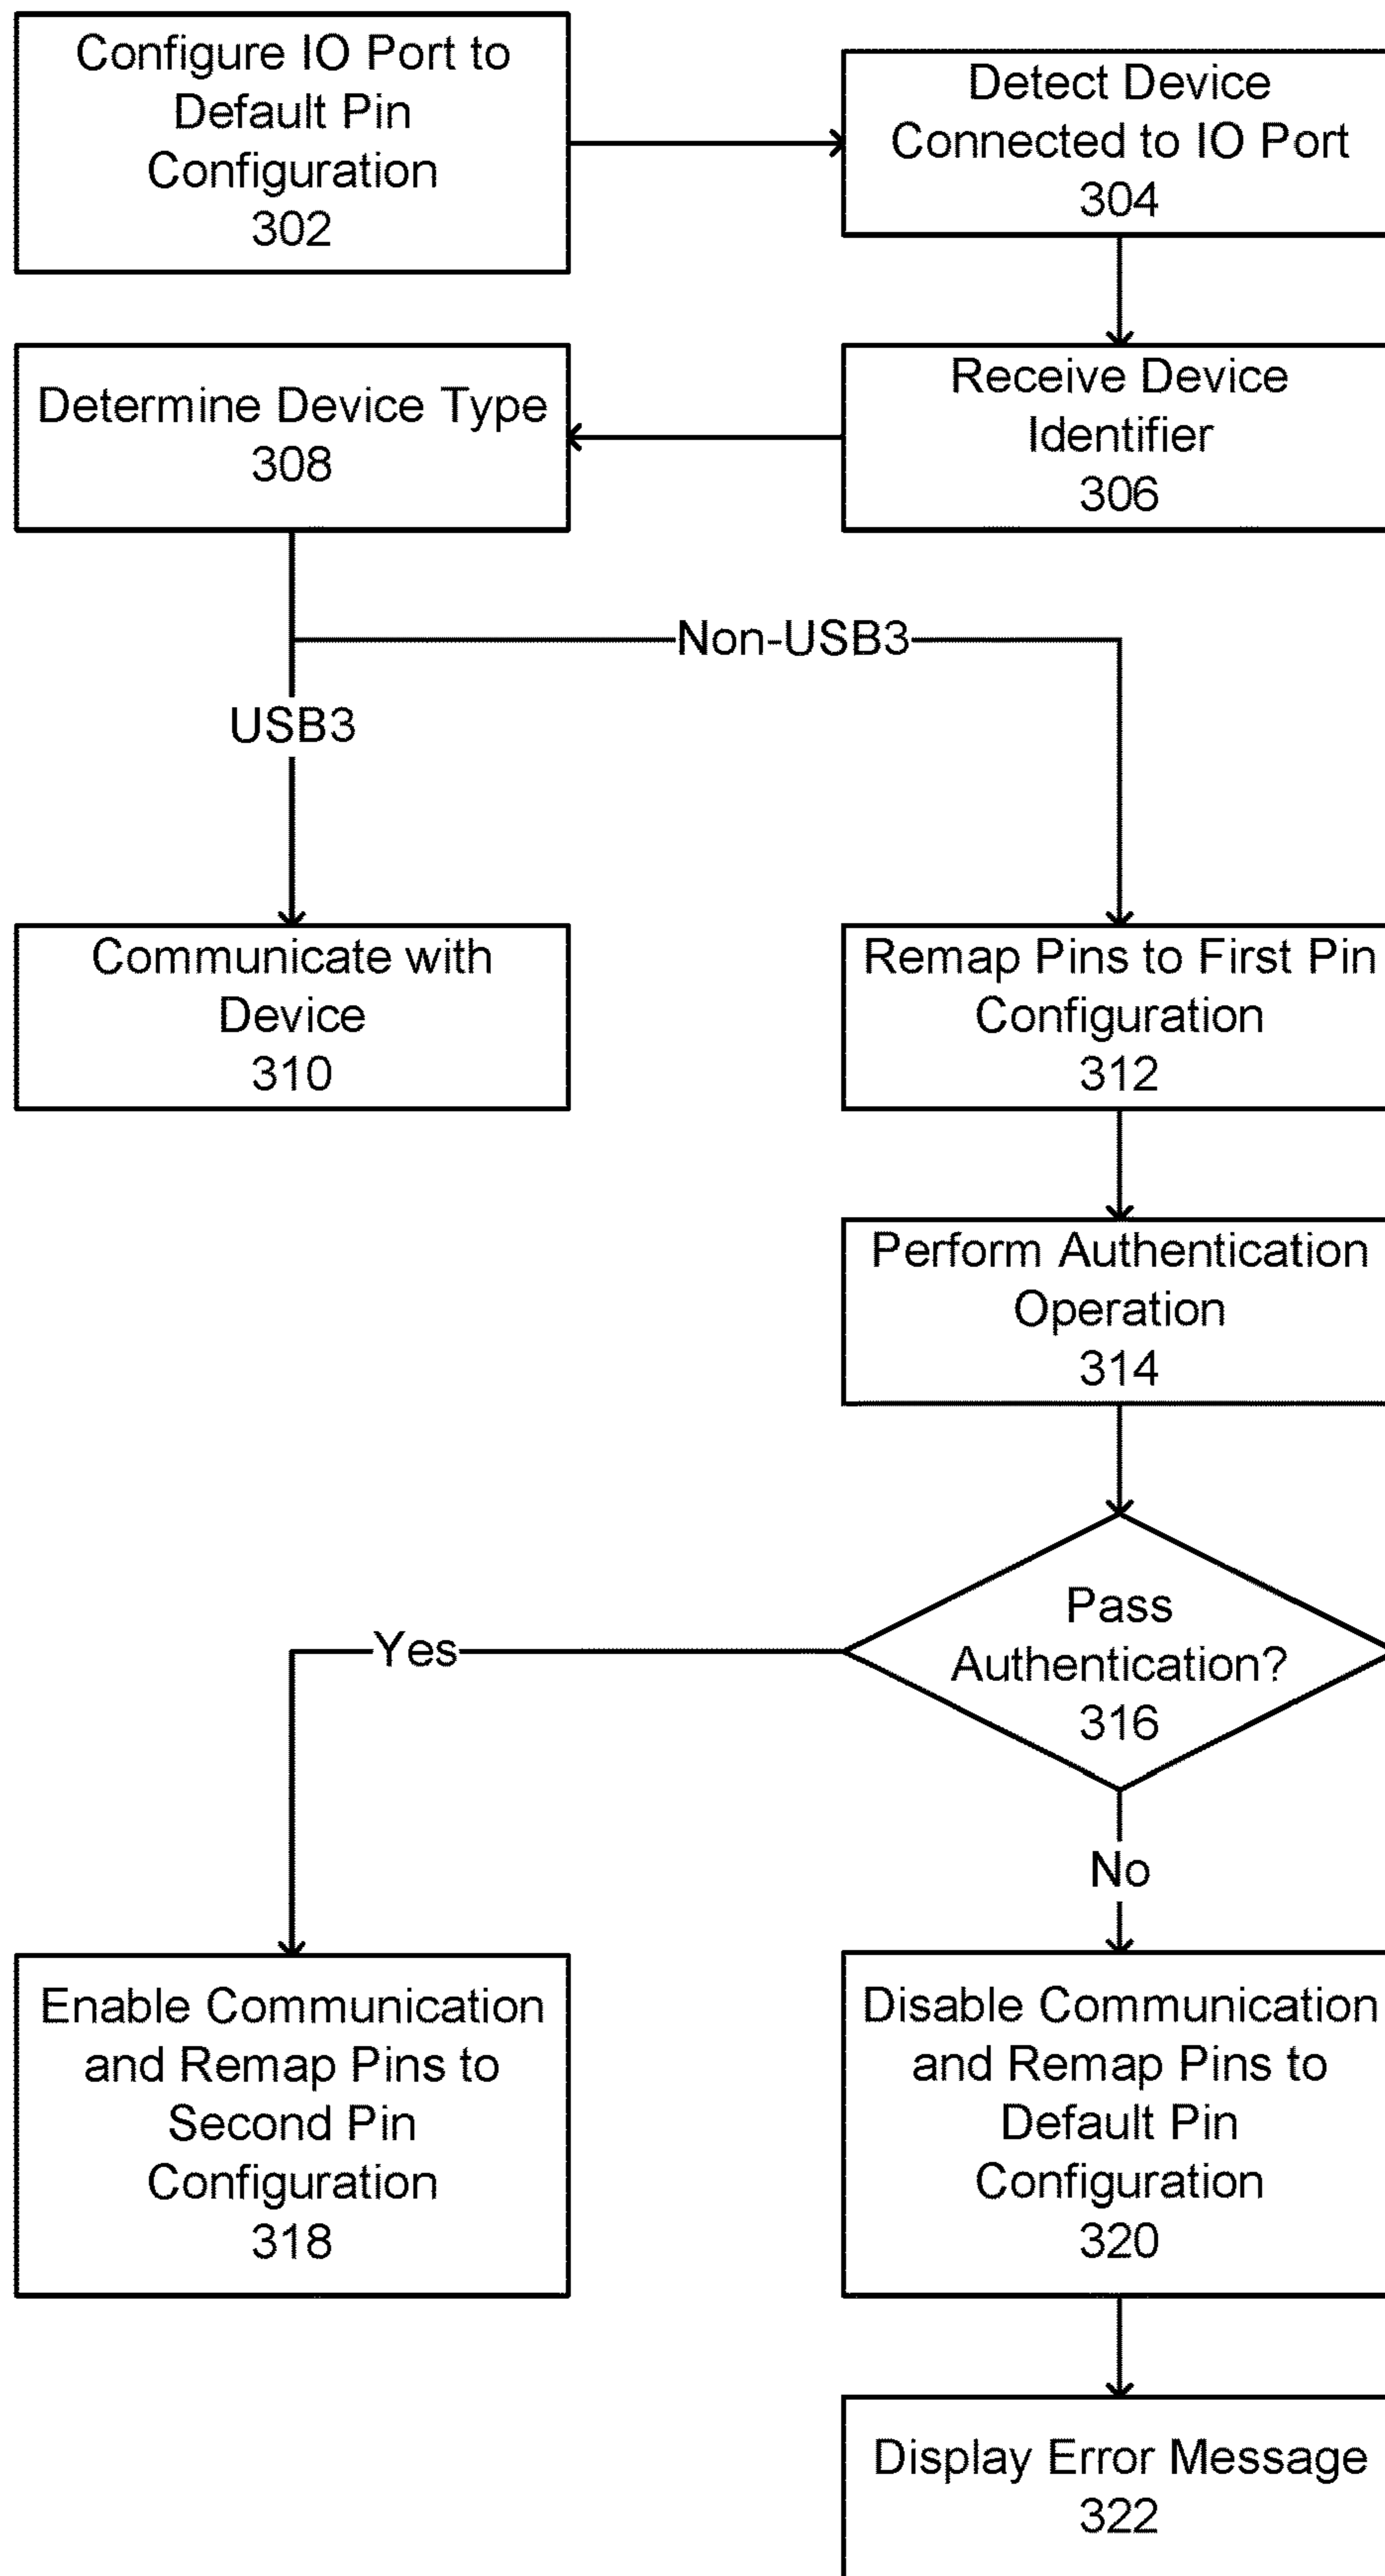 Configure IO Port to
Default Pin
Configuration
302
Detect Device
Connected to IO Port
304
Determine Device Type
308
Receive Device
Identifier
306
Non-USB3
USB3
Communicate with
Device
310
Remap Pins to First Pin
Configuration
312
Perform Authentication
Operation
314
Pass
Authentication?
316
Yes
No
Enable Communication
and Remap Pins to
Second Pin
Configuration
318
Disable Communication
and Remap Pins to
Default Pin
Configuration
320
Display Error Message
322